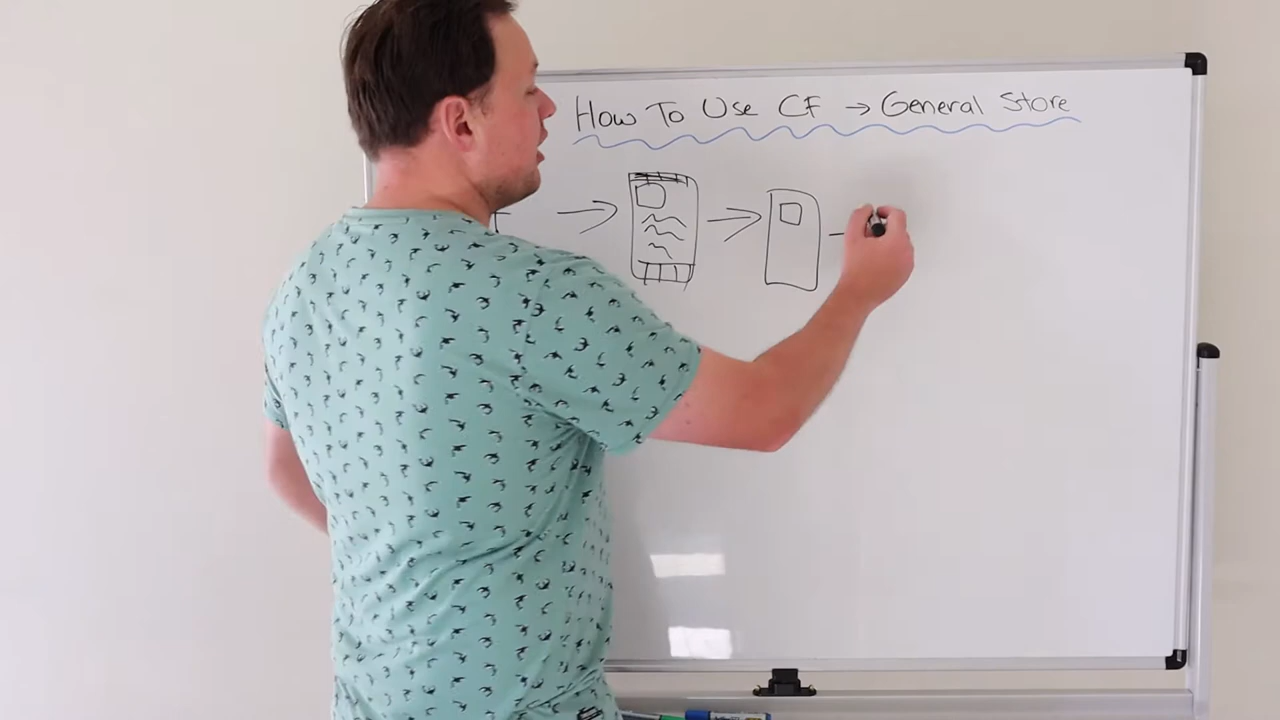 How To Use CF → General Store